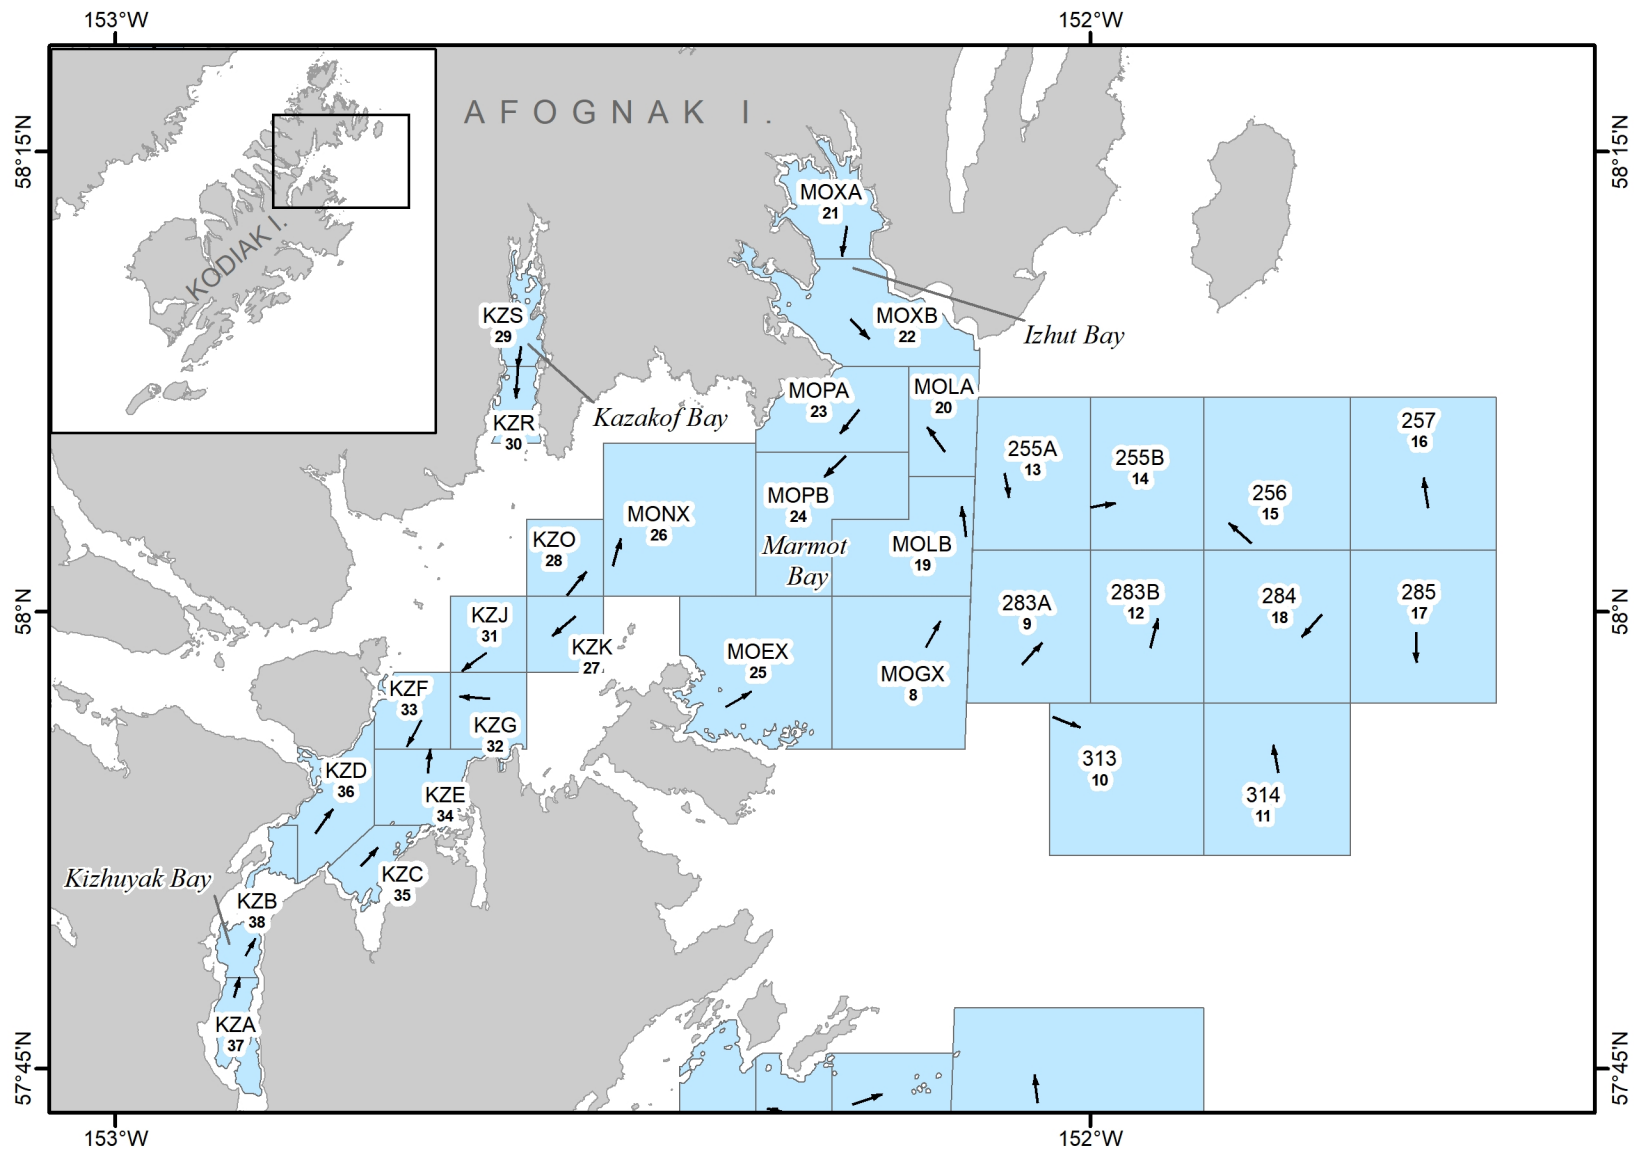 153°W
152°W
58°15'N
58°15'N
AFOGNAK I.
KODIAK I.
MOXA
21
KZS
29
MOXB
22
Izhut Bay
MOPA
23
MOLA
20
Kazakof Bay
KZR
30
257
16
255A
13
255B
14
MOPB
24
256
15
MONX
26
KZO
28
Marmot
Bay
MOLB
19
58°N
58°N
KZJ
31
283A
9
283B
12
284
18
285
17
KZK
27
MOEX
25
MOGX
8
KZF
33
KZG
32
KZD
36
KZE
34
313
10
314
11
KZC
35
Kizhuyak Bay
KZB
38
KZA
37
57°45'N
57°45'N
153°W
152°W